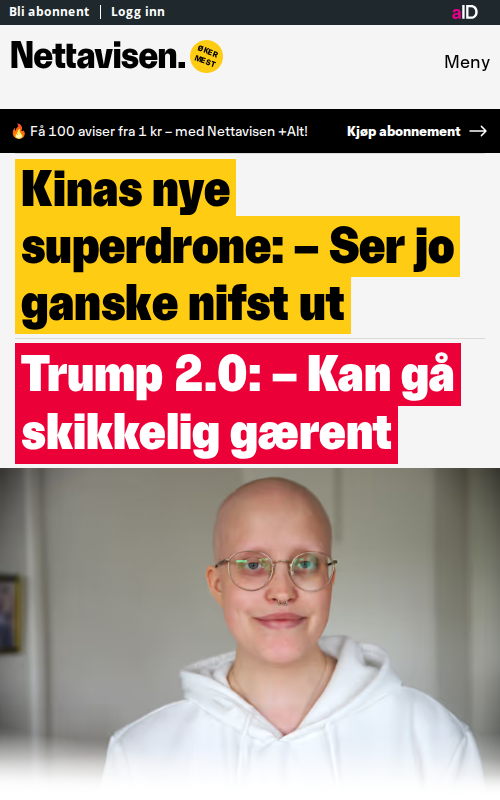 Bli abonnent | Logg inn aID
Nettavisen. ØKER MEST
Meny
🔥 Få 100 aviser fra 1 kr – med Nettavisen +Alt! Kjøp abonnement →
Kinas nye
superdrone: – Ser jo
ganske nifst ut
Trump 2.0: – Kan gå
skikkelig gærent